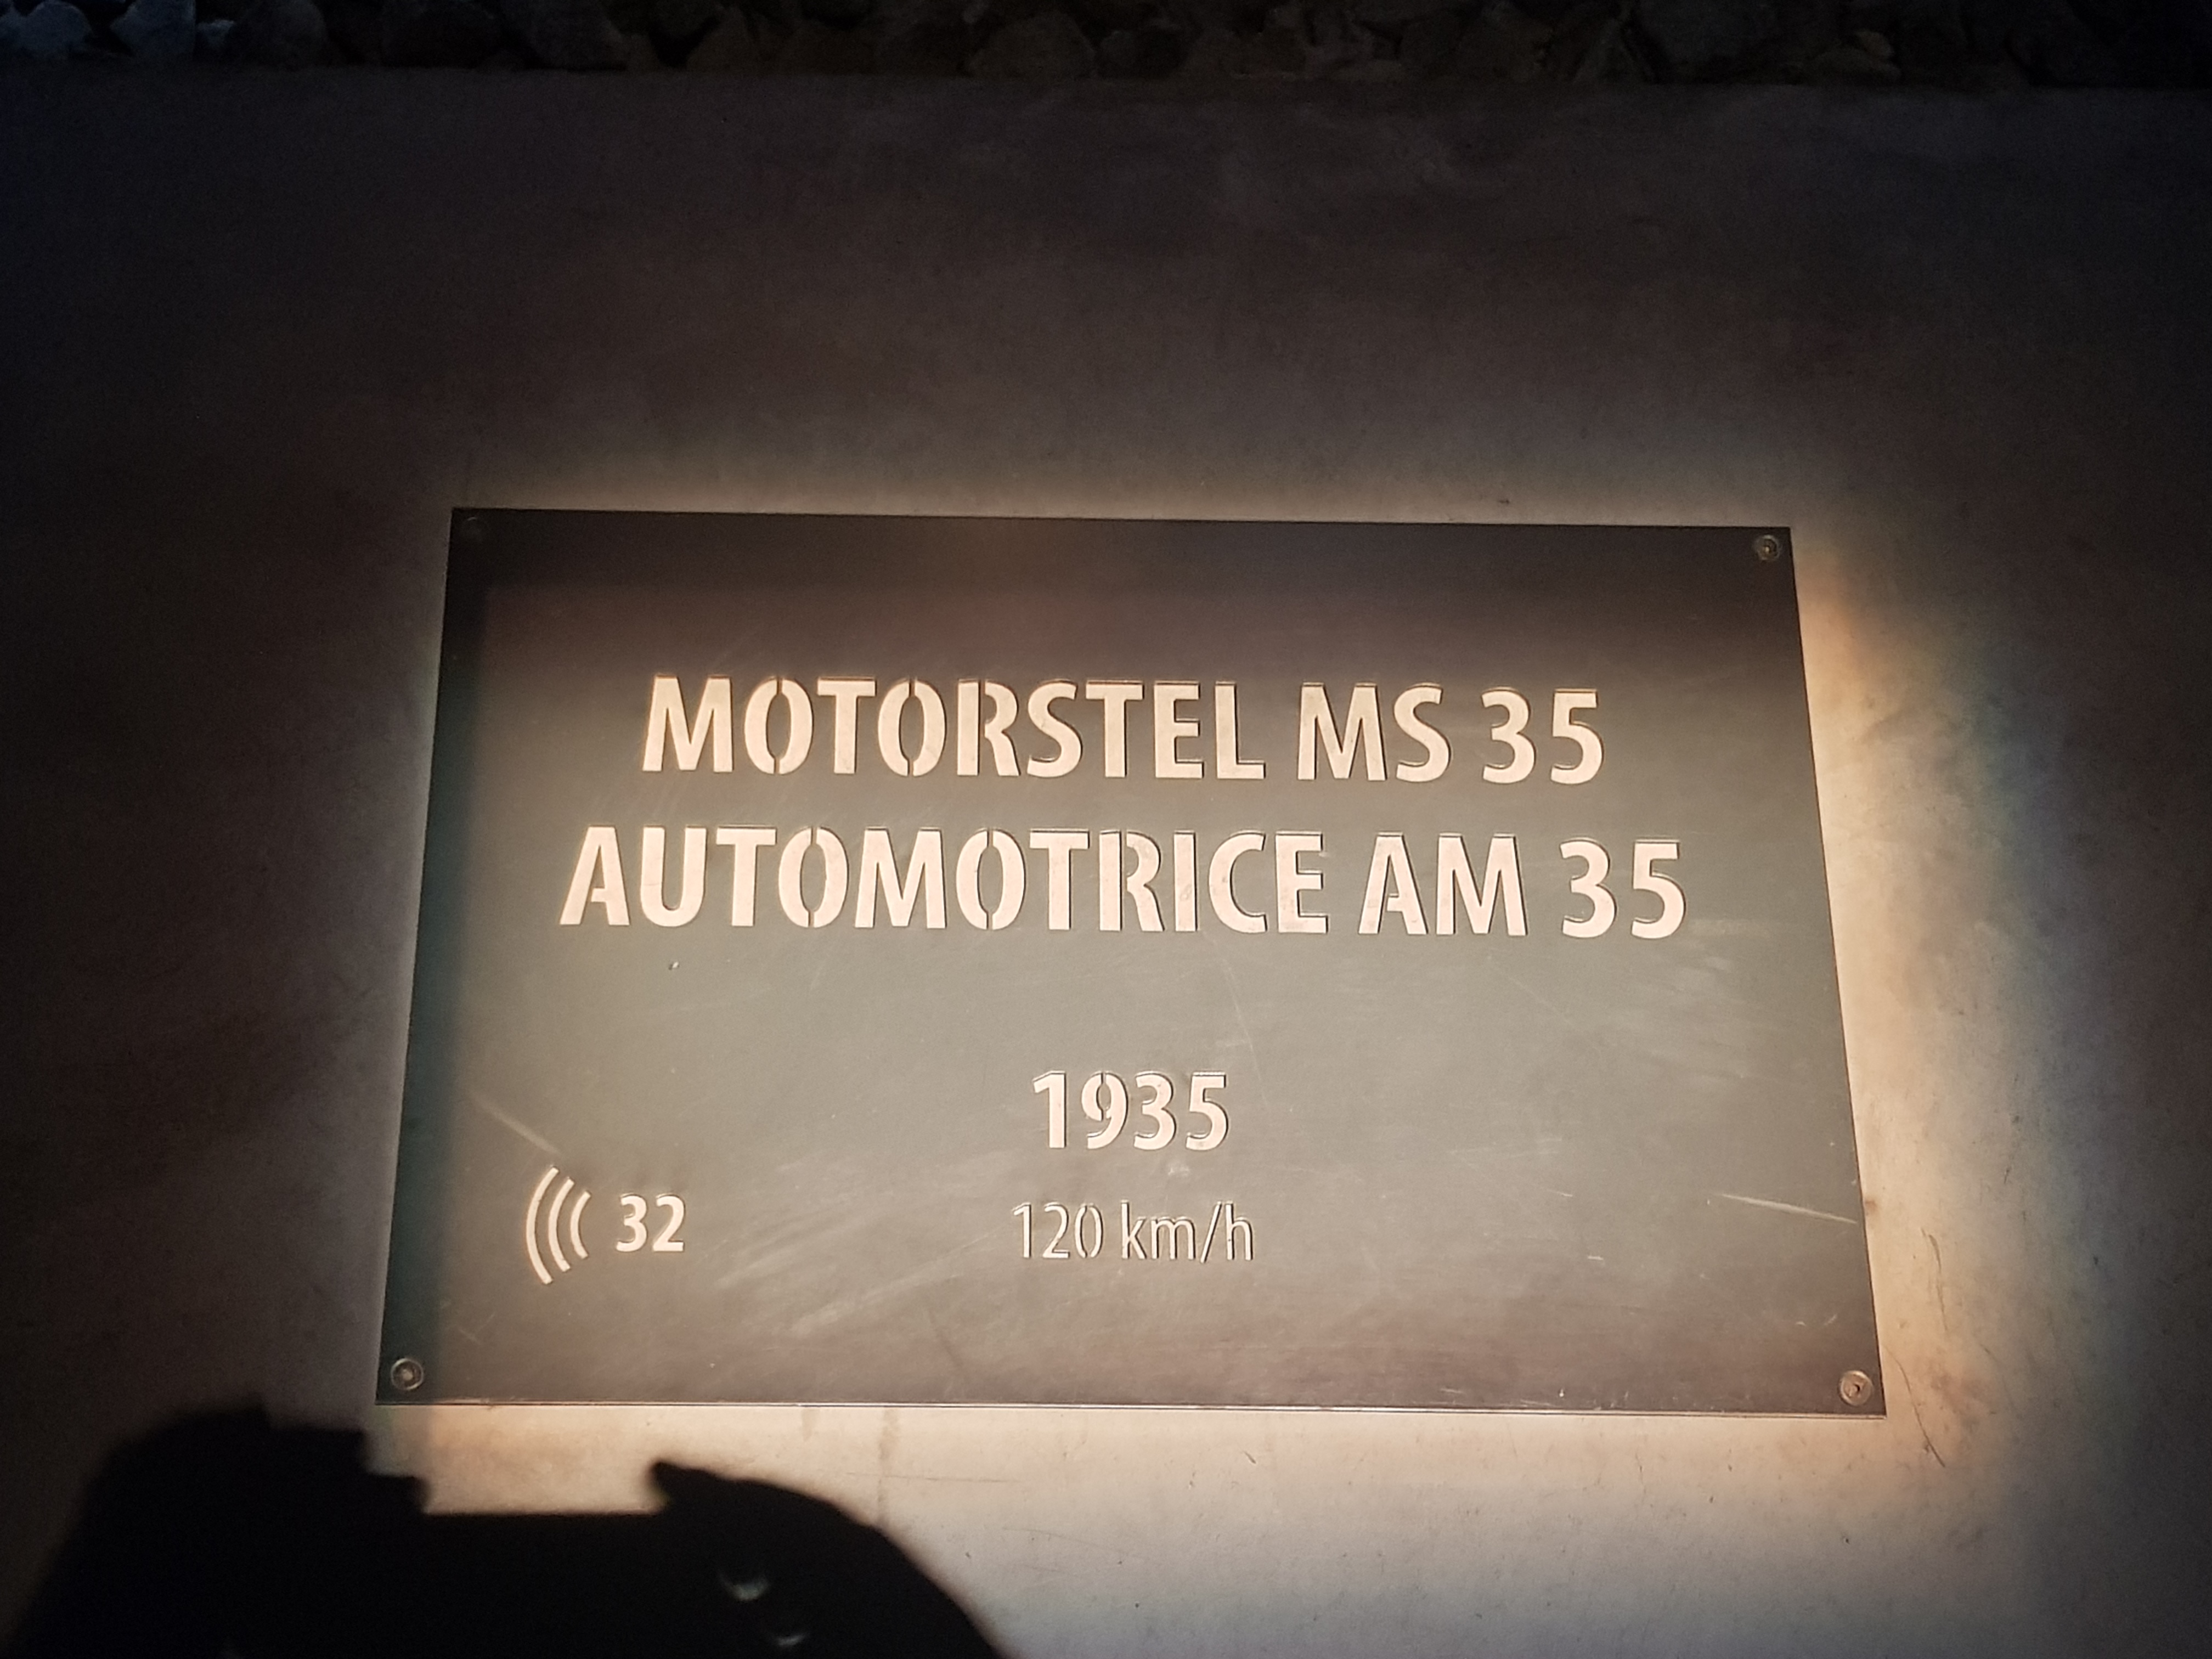 MOTORSTEL MS 35
AUTOMOTRICE AM 35
1935
32
120 km/h